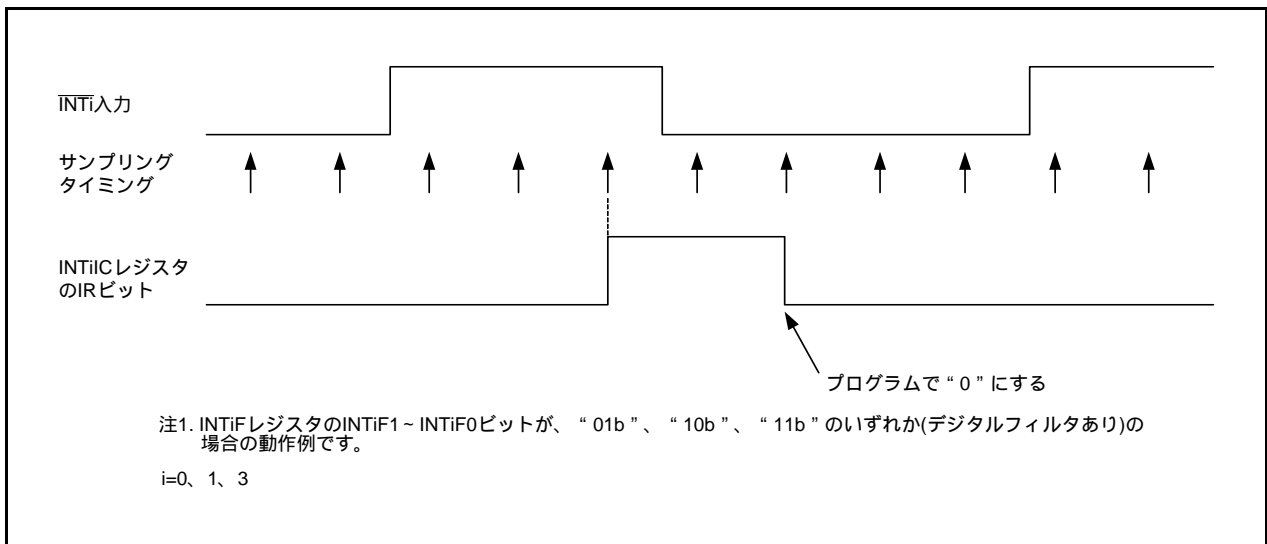 INTi入力
サンプリング
タイミング
INTiICレジスタ
のIRビット
プログラムで“0”にする
注1. INTiFレジスタのINTiF1~INTiF0ビットが、“01b”、“10b”、“11b”のいずれか(デジタルフィルタあり)の
場合の動作例です。
i=0、1、3